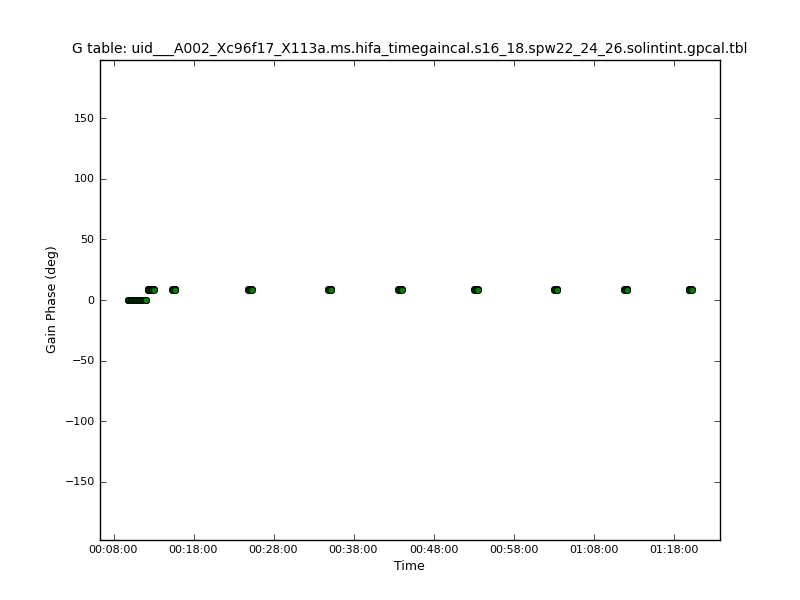 G table: uid___A002_Xc96f17_X113a.ms.hifa_timegaincal.s16_18.spw22_24_26.solintint.gpcal.tbl
150
100
50
0
−50
−100
−150
Gain Phase (deg)
00:08:00 00:18:00 00:28:00 00:38:00 00:48:00 00:58:00 01:08:00 01:18:00
Time